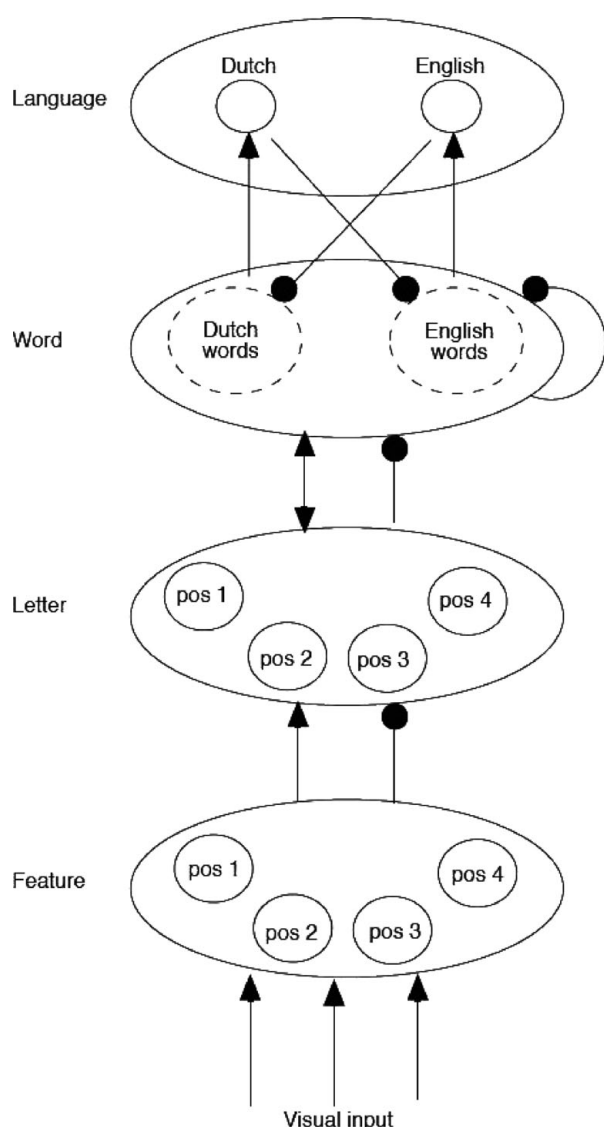 Dutch English
Language
Word
Dutch words
English words
Letter
pos 1
pos 2
pos 3
pos 4
Feature
pos 1
pos 2
pos 3
pos 4
Visual input